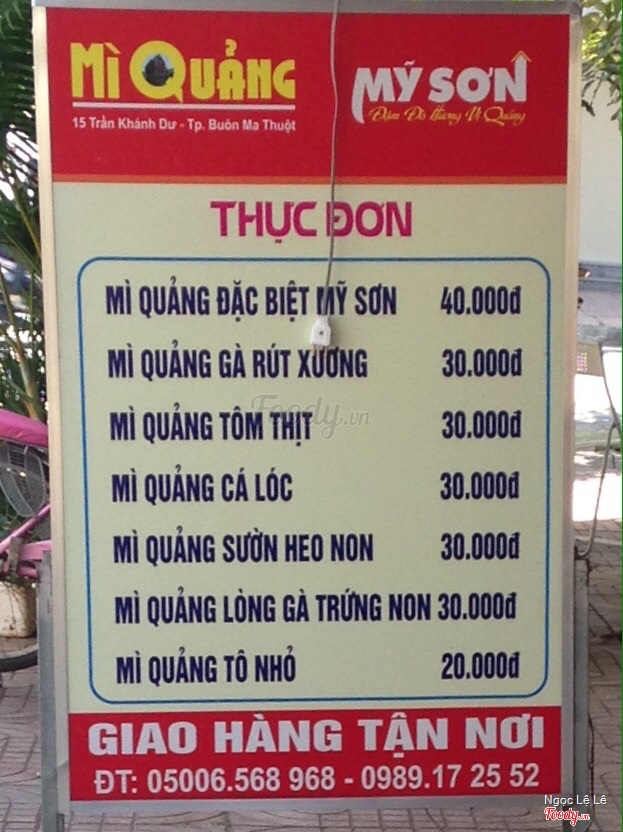 MÌ QUẢNG
15 Trần Khánh Dư - Tp. Buôn Ma Thuột
MỸ SƠN
Đậm Đà Hương Vị Quảng
THỰC ĐƠN
MÌ QUẢNG ĐẶC BIỆT MỸ SƠN 40.000đ
MÌ QUẢNG GÀ RÚT XƯƠNG 30.000đ
MÌ QUẢNG TÔM THỊT 30.000đ
MÌ QUẢNG CÁ LÓC 30.000đ
MÌ QUẢNG SƯỜN HEO NON 30.000đ
MÌ QUẢNG LÒNG GÀ TRỨNG NON 30.000đ
MÌ QUẢNG TÔ NHỎ 20.000đ
GIAO HÀNG TẬN NƠI
ĐT: 05006.568 968 - 0989.17 25 52
Foody.vn
Ngọc Lệ Lê
Foody.vn